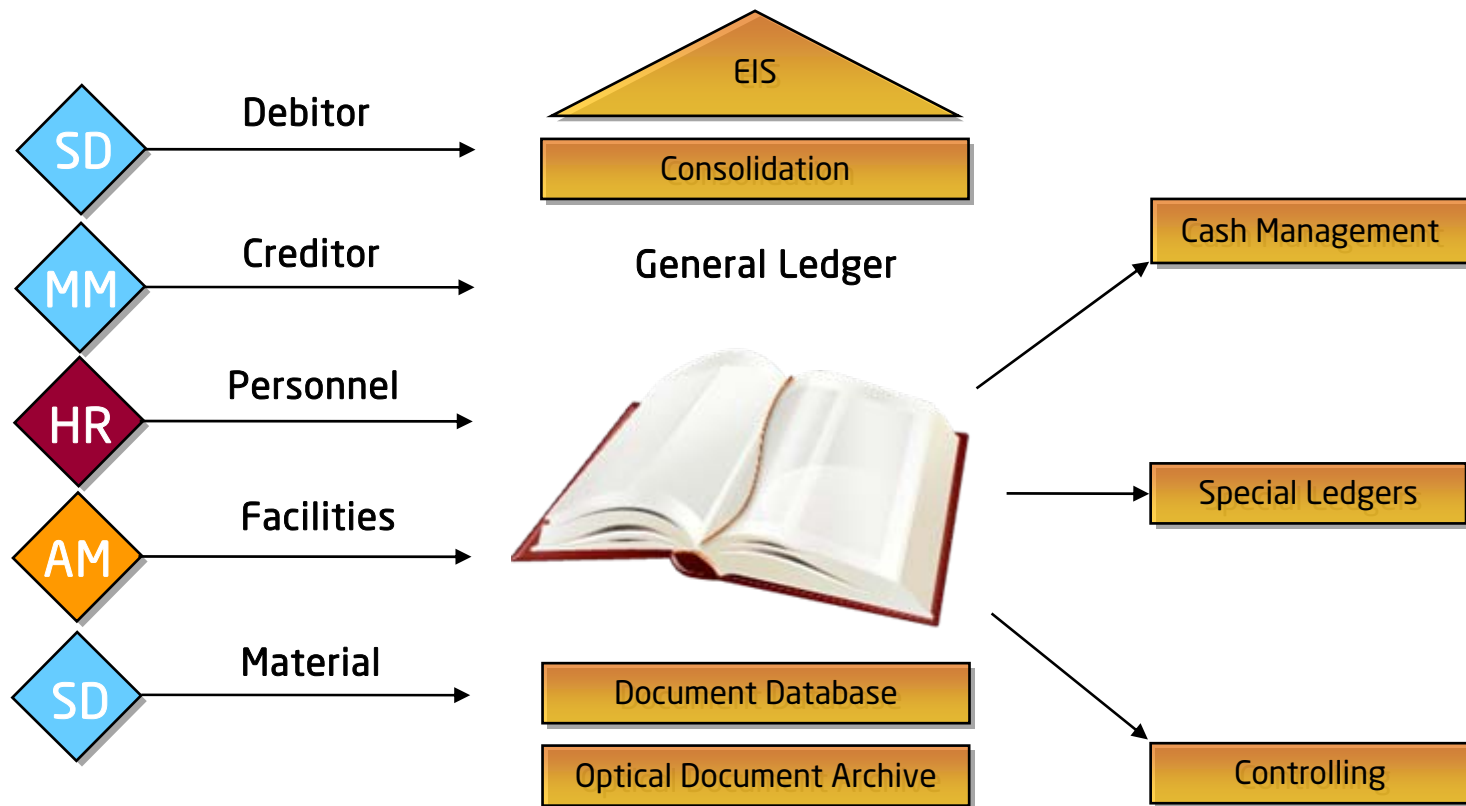 EIS
Debitor
SD
Consolidation
Cash Management
Creditor
General Ledger
MM
Personnel
HR
Special Ledgers
Facilities
AM
Material
SD
Document Database
Controlling
Optical Document Archive